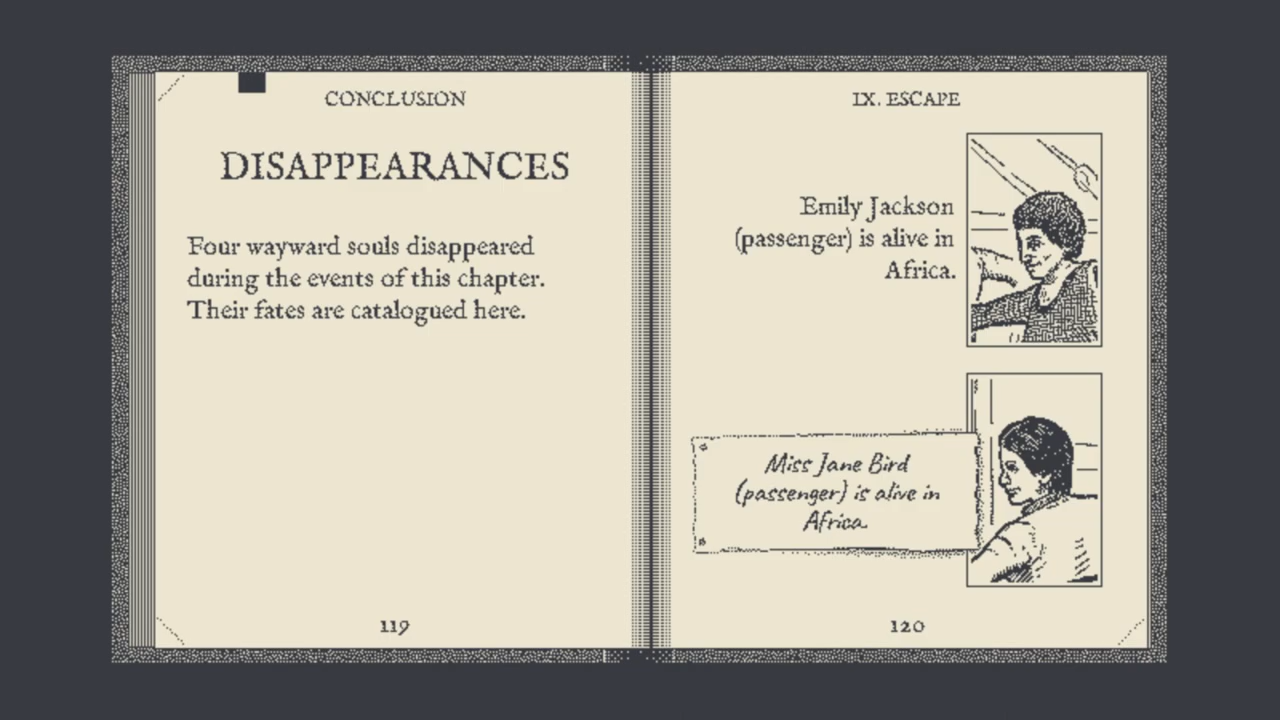 CONCLUSION
DISAPPEARANCES
Four wayward souls disappeared
during the events of this chapter.
Their fates are catalogued here.
119
IX. ESCAPE
Emily Jackson
(passenger) is alive in
Africa.
Miss Jane Bird
(passenger) is alive in
Africa.
120